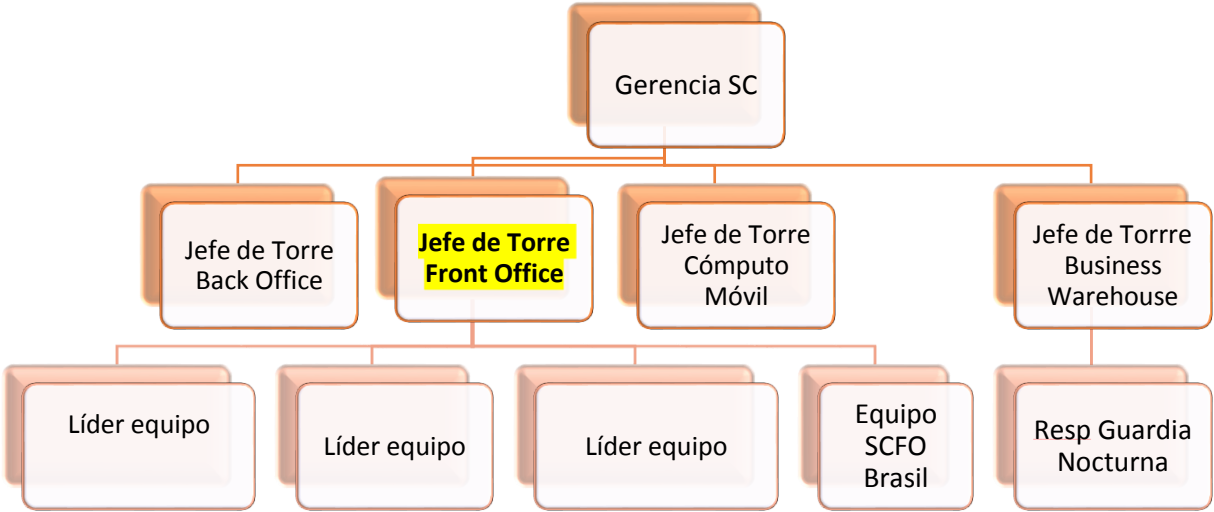 Gerencia SC
Jefe de Torre
Back Office
Jefe de Torre
Front Office
Jefe de Torre
Cómputo
Móvil
Jefe de Torrre
Business
Warehouse
Líder equipo
Líder equipo
Líder equipo
Equipo
SCFO
Brasil
Resp Guardia
Nocturna